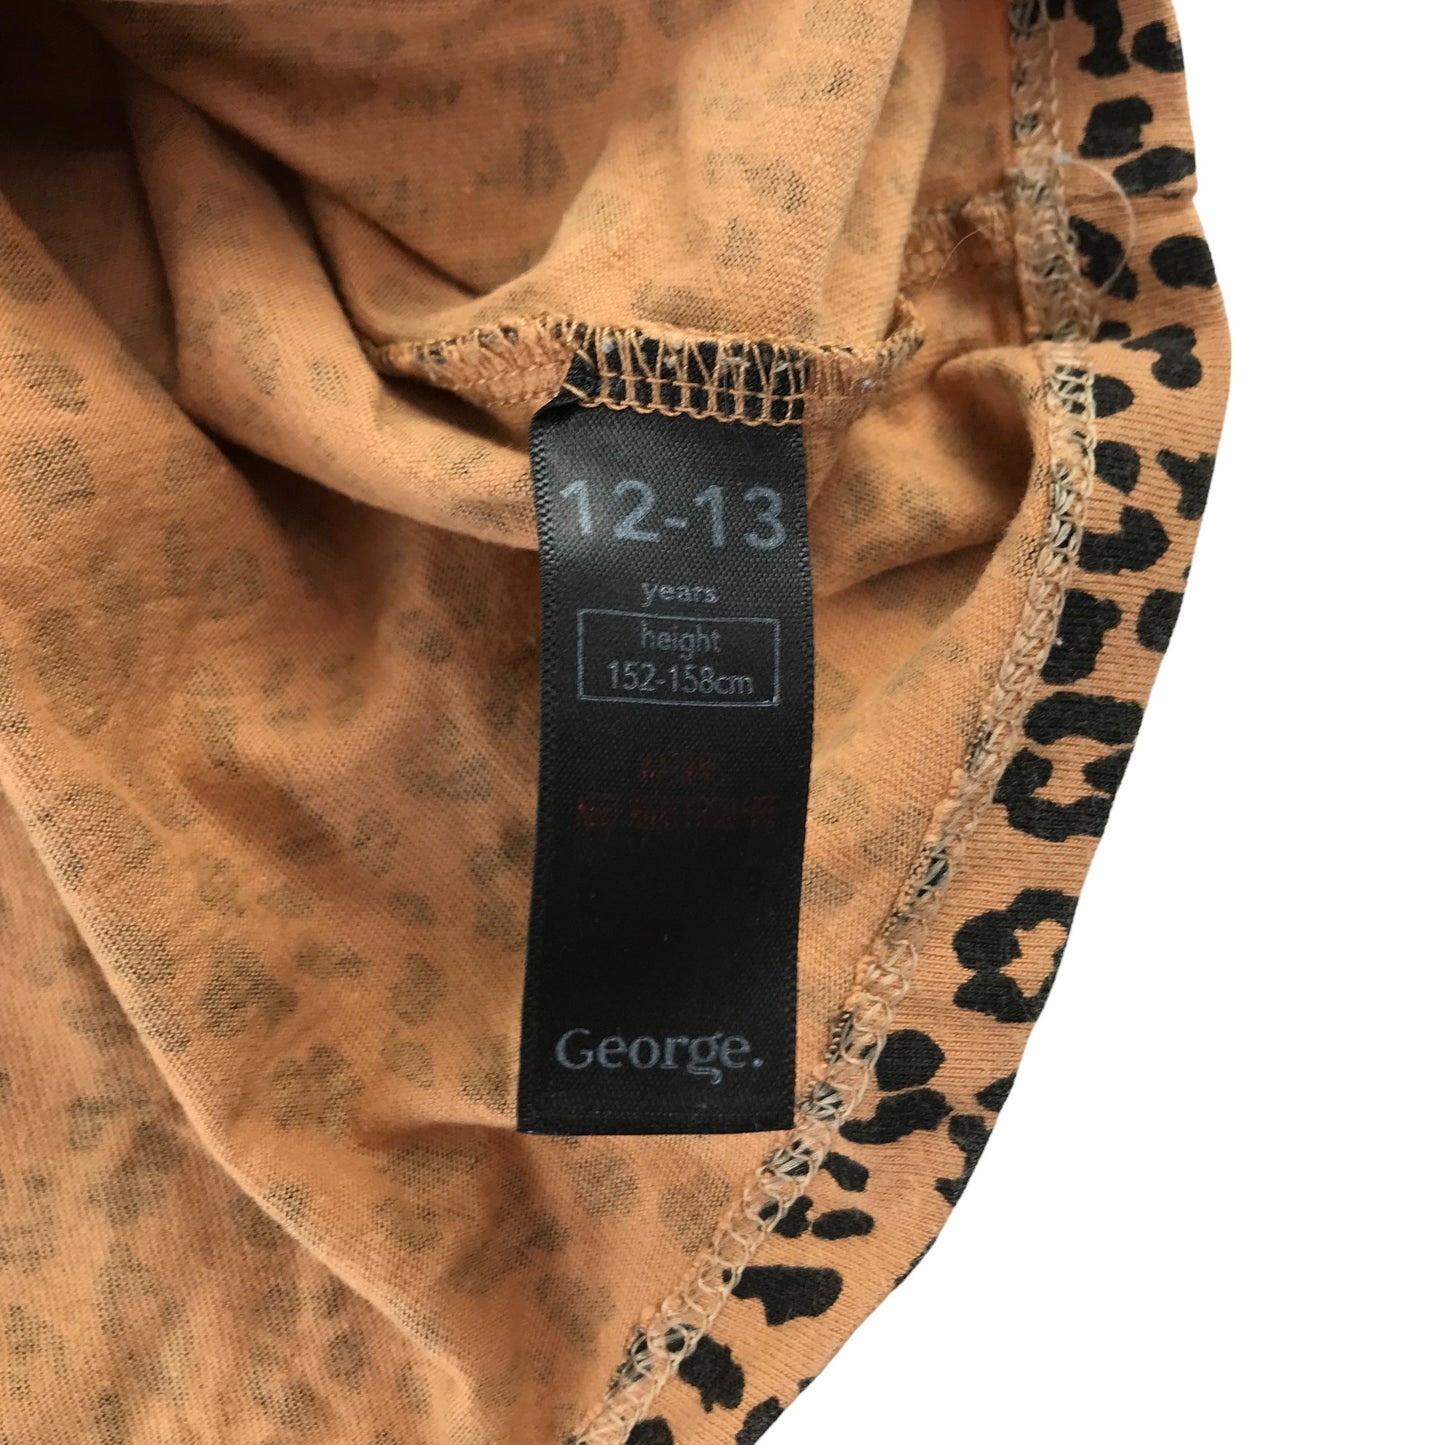 12-13
years
height
152-158cm
George.